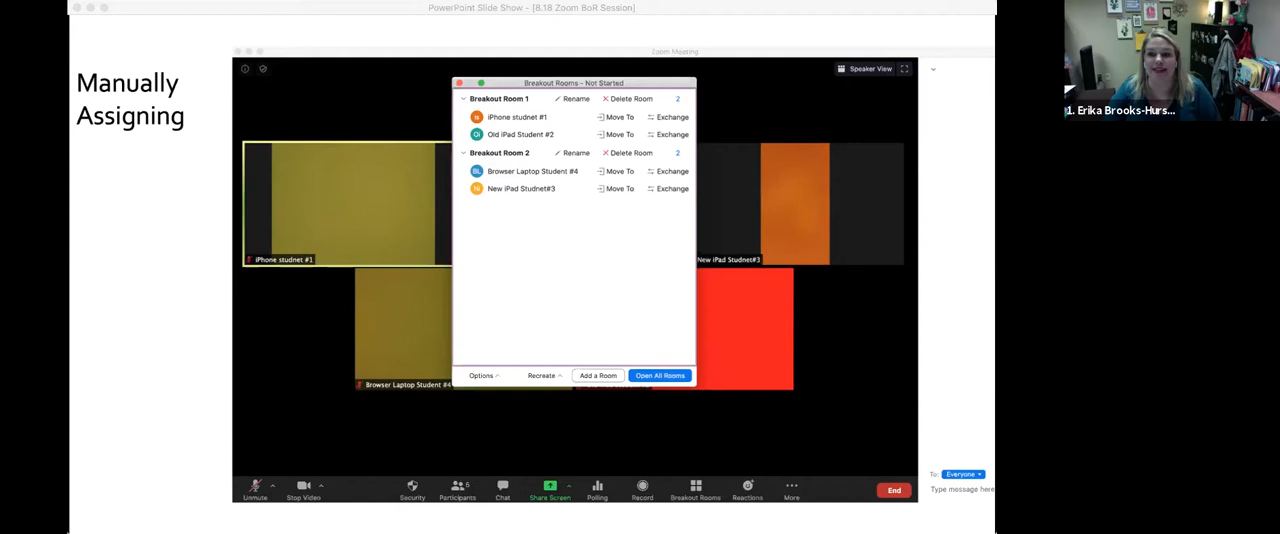 PowerPoint Slide Show - [8.18 Zoom BoR Session]
Manually
Assigning
Zoom Meeting
Speaker View
Breakout Rooms - Not Started
Breakout Room 1 Rename Delete Room 2
is iPhone studnet #1 Move To Exchange
Oi Old iPad Student #2 Move To Exchange
Breakout Room 2 Rename Delete Room 2
BL Browser Laptop Student #4 Move To Exchange
Ni New iPad Studnet#3 Move To Exchange
iPhone studnet #1
New iPad Studnet#3
Browser Laptop Student #4
Options Recreate Add a Room Open All Rooms
Unmute Stop Video Security Participants 5 Chat Share Screen Polling Record Breakout Rooms Reactions More End
To: Everyone
Type message here
1. Erika Brooks-Hurs...